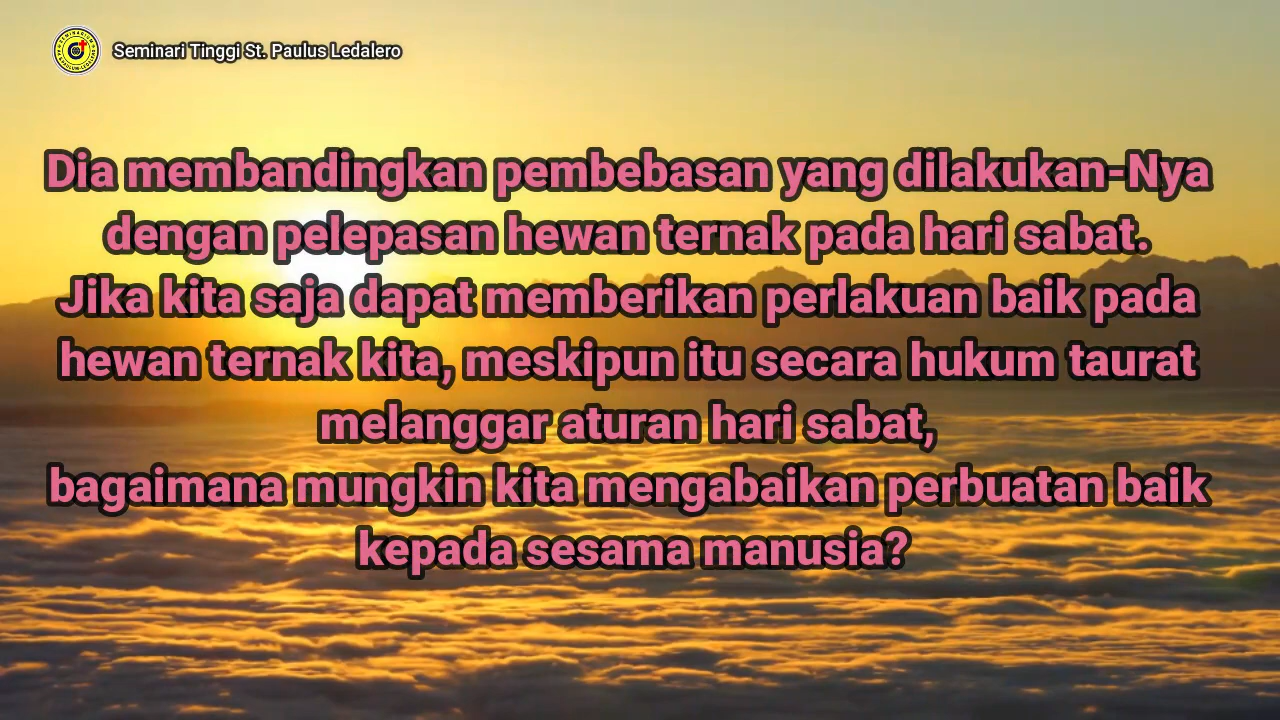 Seminari Tinggi St. Paulus Ledalero
Dia membandingkan pembebasan yang dilakukan-Nya
dengan pelepasan hewan ternak pada hari sabat.
Jika kita saja dapat memberikan perlakuan baik pada
hewan ternak kita, meskipun itu secara hukum taurat
melanggar aturan hari sabat,
bagaimana mungkin kita mengabaikan perbuatan baik
kepada sesama manusia?